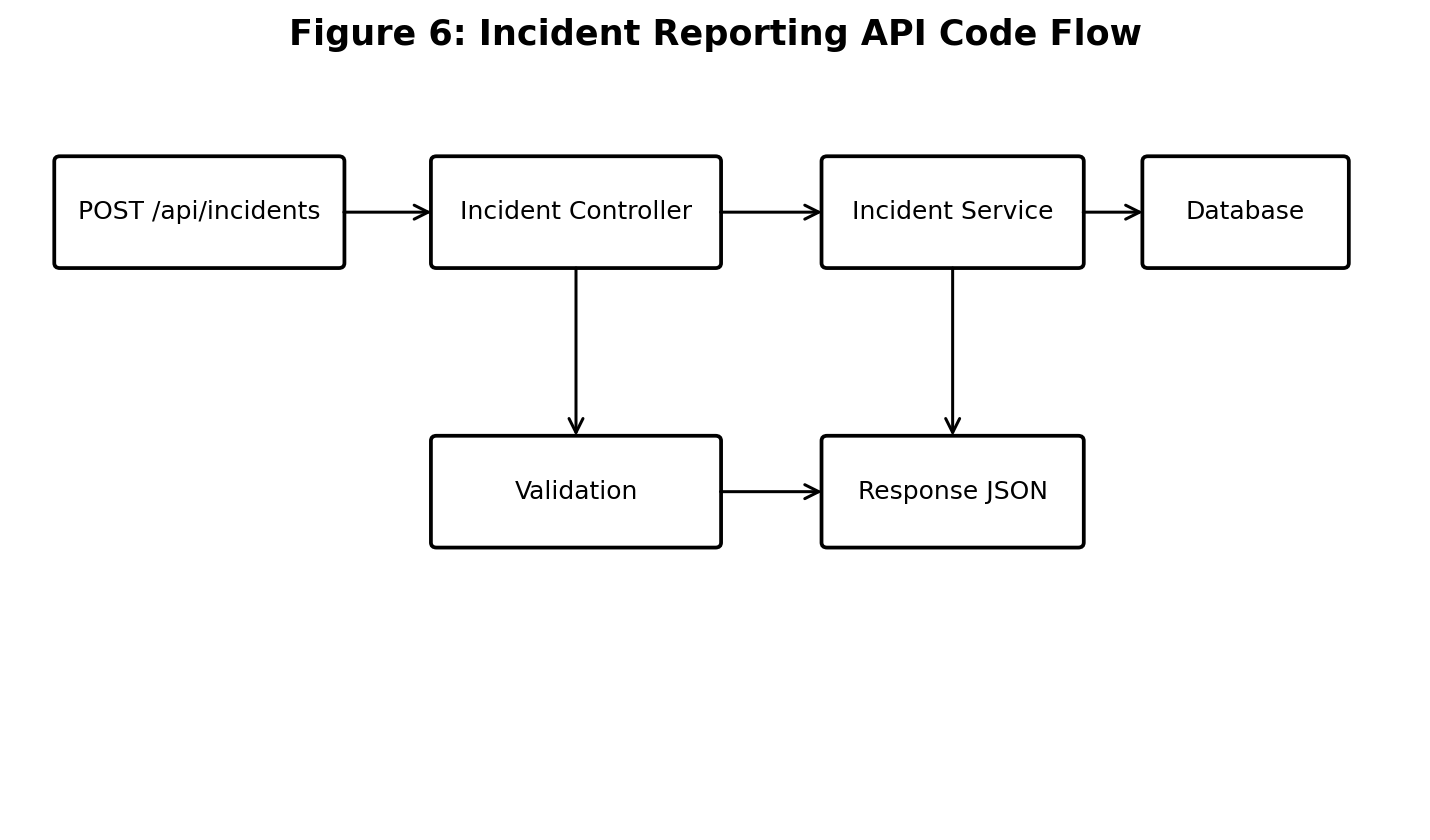 Figure 6: Incident Reporting API Code Flow
POST /api/incidents
Incident Controller
Incident Service
Database
Validation
Response JSON